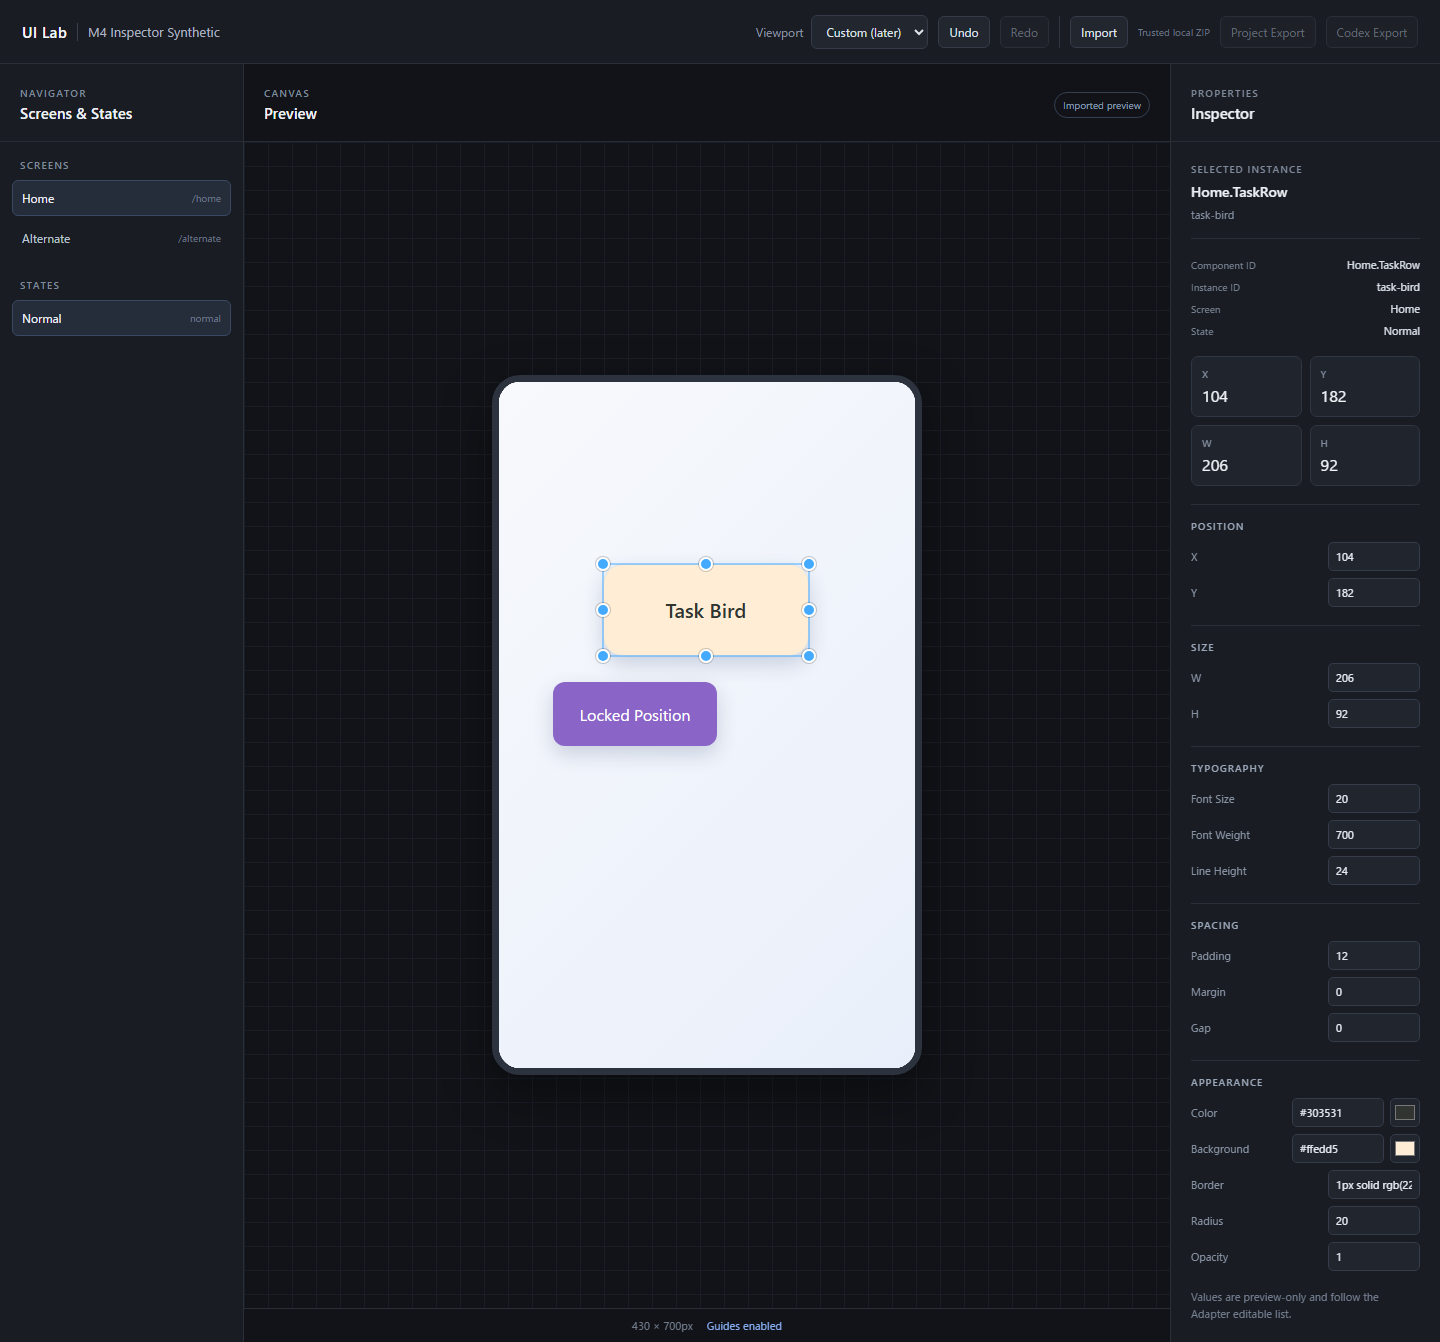 UI Lab
M4 Inspector Synthetic
Viewport
Custom (later)
Undo
Redo
Import
Trusted local ZIP
Project Export
Codex Export
NAVIGATOR
Screens & States
SCREENS
Home
/home
Alternate
/alternate
STATES
Normal
normal
CANVAS
Preview
Imported preview
Task Bird
Locked Position
430 × 700px
Guides enabled
PROPERTIES
Inspector
SELECTED INSTANCE
Home.TaskRow
task-bird
Component ID
Home.TaskRow
Instance ID
task-bird
Screen
Home
State
Normal
X
104
Y
182
W
206
H
92
POSITION
X
104
Y
182
SIZE
W
206
H
92
TYPOGRAPHY
Font Size
20
Font Weight
700
Line Height
24
SPACING
Padding
12
Margin
0
Gap
0
APPEARANCE
Color
#303531
Background
#ffedd5
Border
1px solid rgb(22
Radius
20
Opacity
1
Values are preview-only and follow the
Adapter editable list.